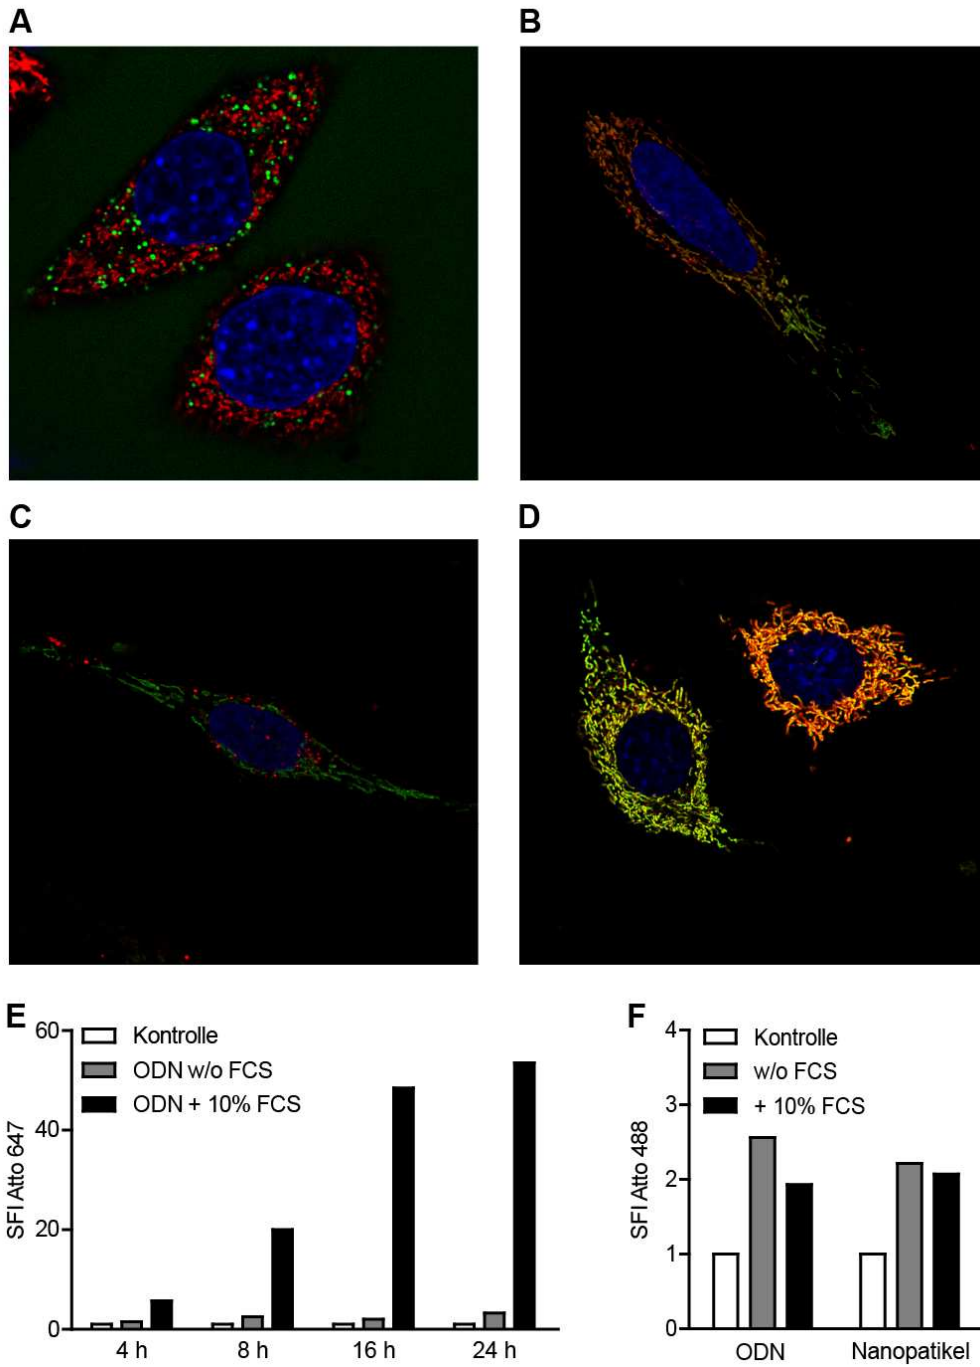 A
B
C
D
E
60
40
20
0
SFI Atto 647
Kontrolle
ODN w/o FCS
ODN + 10% FCS
4 h 8 h 16 h 24 h
F
4
3
2
1
0
SFI Atto 488
Kontrolle
w/o FCS
+ 10% FCS
ODN Nanopatikel